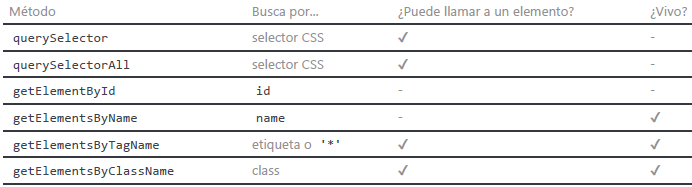 Método Busca por... ¿Puede llamar a un elemento? ¿Vivo?
querySelector selector CSS ✓ -
querySelectorAll selector CSS ✓ -
getElementById id - -
getElementsByName name - ✓
getElementsByTagName etiqueta o '*' ✓ ✓
getElementsByClassName class ✓ ✓